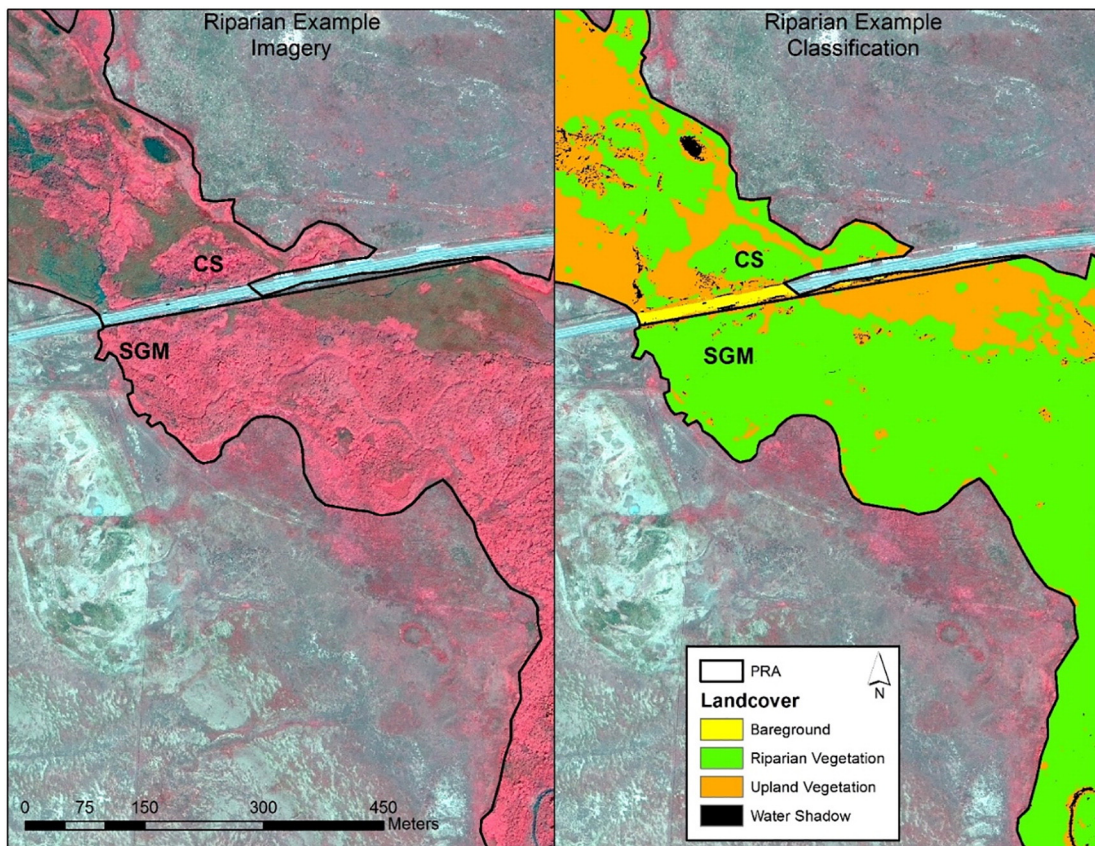 Riparian Example
Imagery
CS
SGM
0 75 150 300 450
Meters
Riparian Example
Classification
CS
SGM
PRA
N
Landcover
Bareground
Riparian Vegetation
Upland Vegetation
Water Shadow